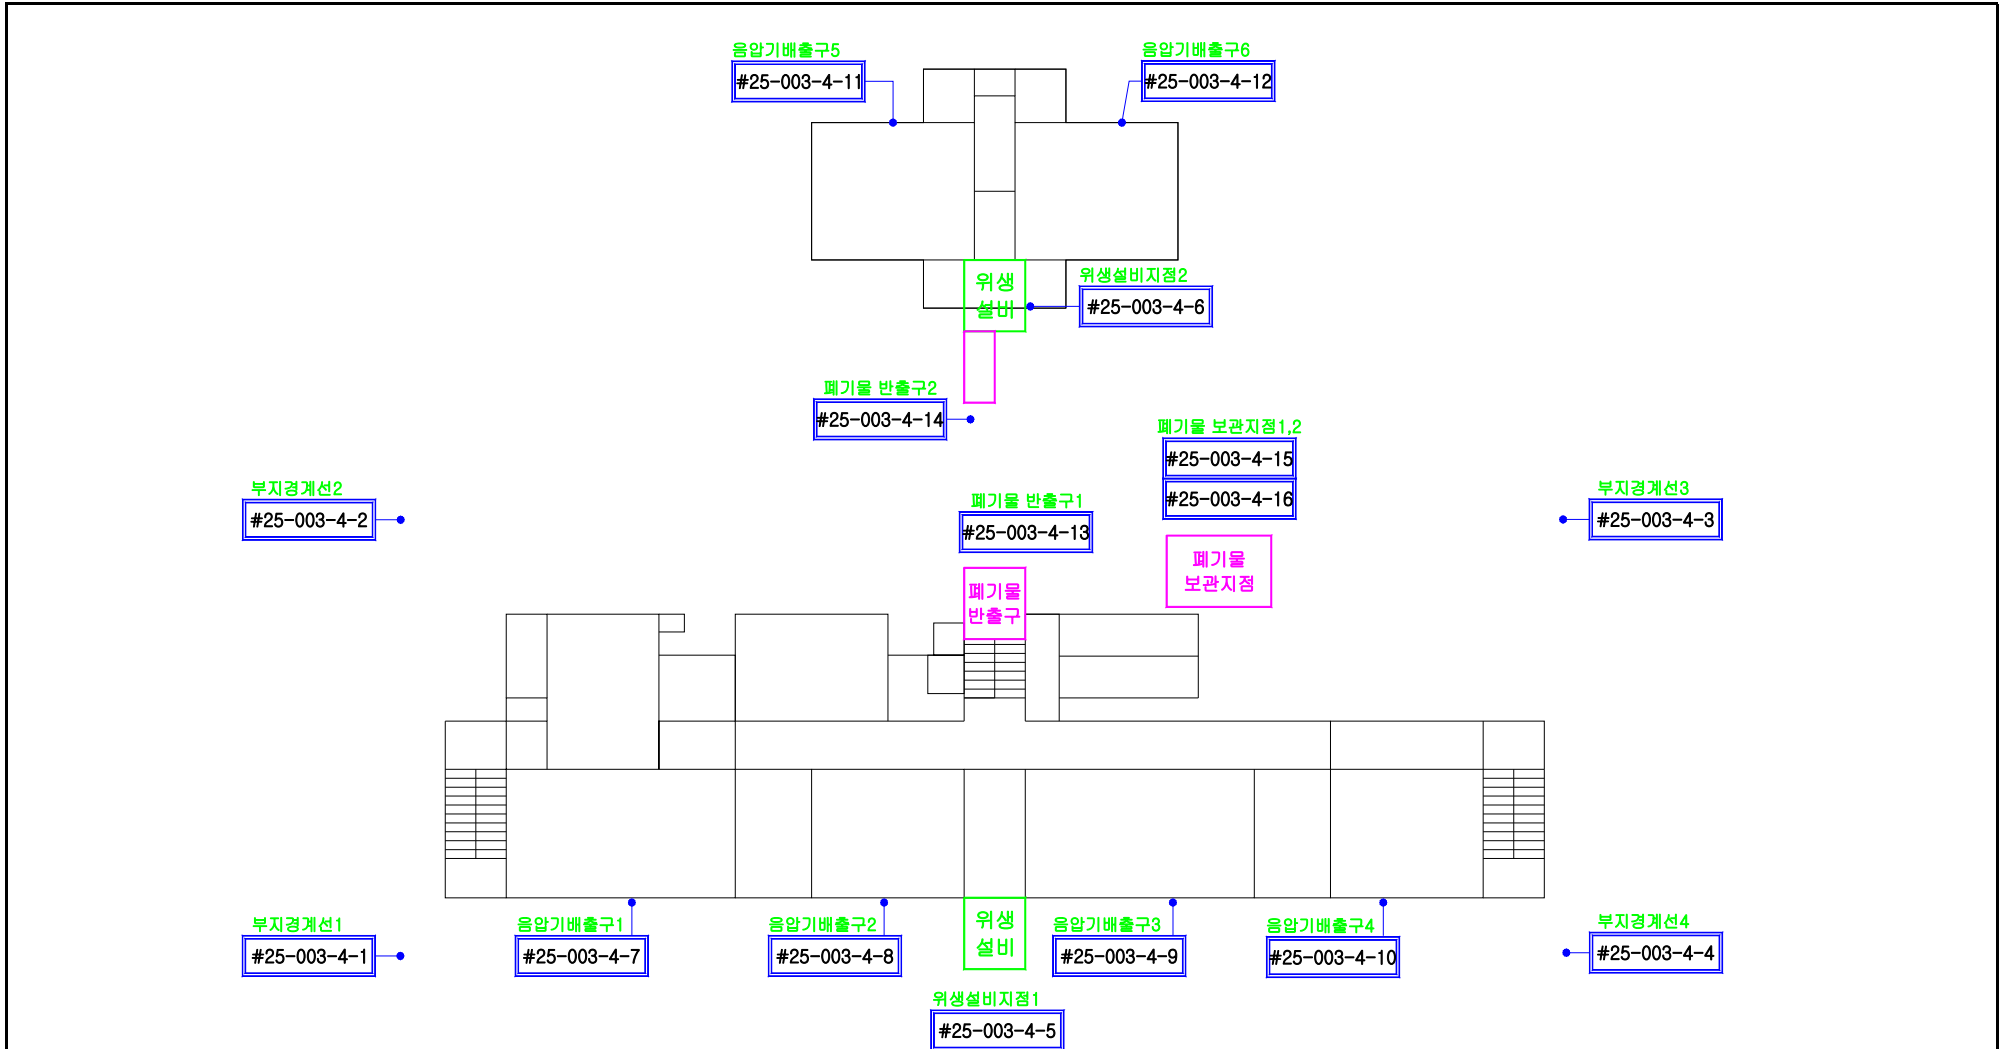 음압기배출구5
#25-003-4-11
음압기배출구6
#25-003-4-12
위생
설비
위생설비지점2
#25-003-4-6
폐기물 반출구2
#25-003-4-14
폐기물 보관지점1,2
#25-003-4-15
#25-003-4-16
부지경계선2
#25-003-4-2
폐기물 반출구1
#25-003-4-13
부지경계선3
#25-003-4-3
폐기물
보관지점
폐기물
반출구
부지경계선1
#25-003-4-1
음압기배출구1
#25-003-4-7
음압기배출구2
#25-003-4-8
위생
설비
음압기배출구3
#25-003-4-9
음압기배출구4
#25-003-4-10
부지경계선4
#25-003-4-4
위생설비지점1
#25-003-4-5